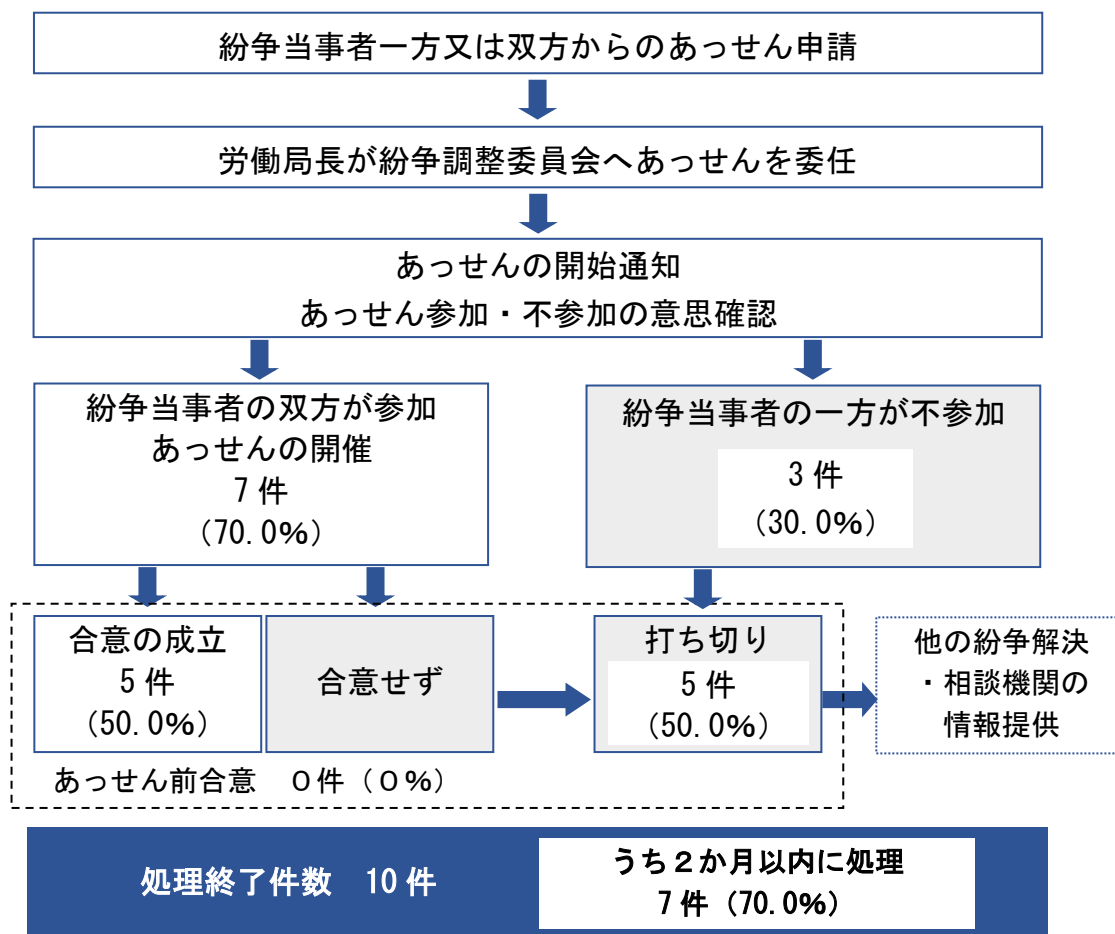 紛争当事者一方又は双方からのあっせん申請
労働局長が紛争調整委員会へあっせんを委任
あっせんの開始通知
あっせん参加・不参加の意思確認
紛争当事者の双方が参加
あっせんの開催
7件
(70.0%)
紛争当事者の一方が不参加
3件
(30.0%)
合意の成立
5件
(50.0%)
合意せず
打ち切り
5件
(50.0%)
他の紛争解決
・相談機関の
情報提供
あっせん前合意　０件（０％）
処理終了件数　10件
うち２か月以内に処理
7件（70.0%）